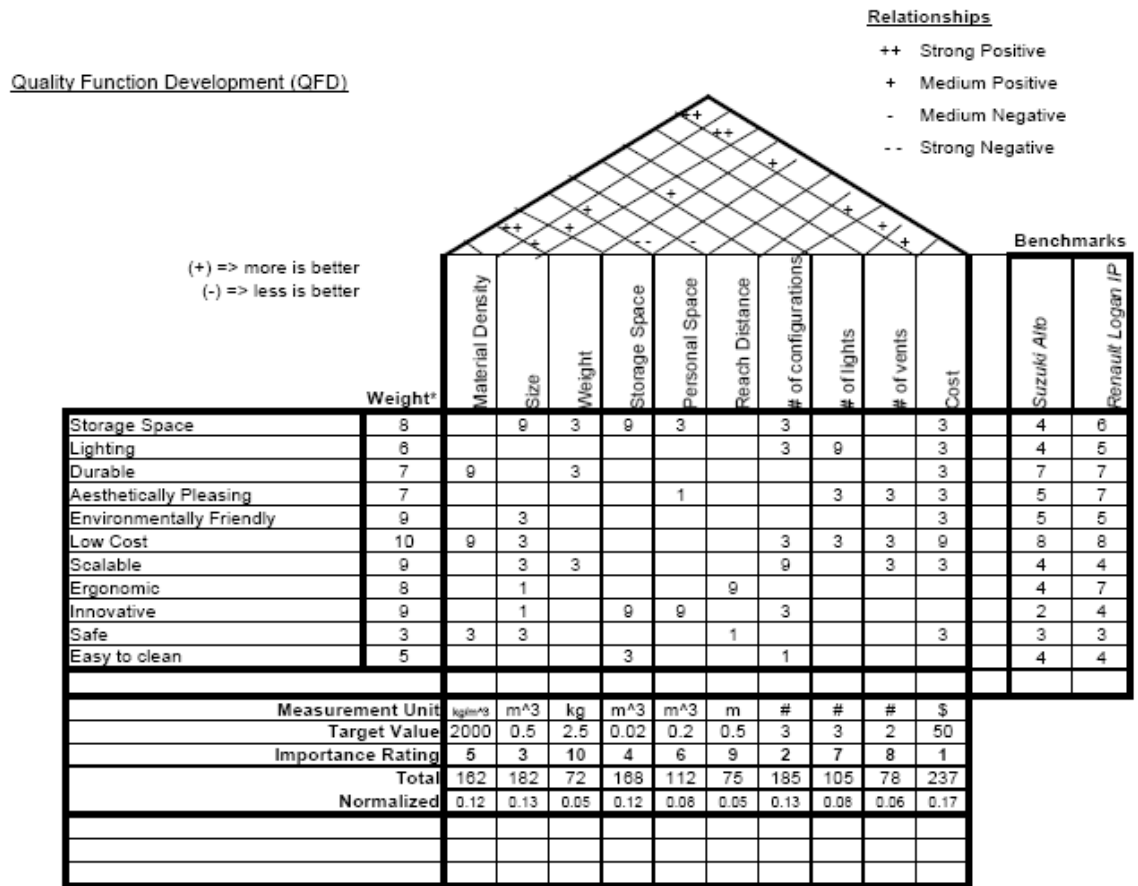 Relationships
++ Strong Positive
+ Medium Positive
- Medium Negative
- - Strong Negative
Quality Function Development (QFD)
++
++
+
+
+ +
++ + +
+ - - - +
(+) => more is better
(-) => less is better
Benchmarks
Weight* Material Density Size Weight Storage Space Personal Space Reach Distance # of configurations # of lights # of vents Cost Suzuki Alto Renault Logan IP
Storage Space 8 9 3 9 3 3 3 4 6
Lighting 6 3 9 3 4 5
Durable 7 9 3 3 7 7
Aesthetically Pleasing 7 1 3 3 3 5 7
Environmentally Friendly 9 3 3 5 5
Low Cost 10 9 3 3 3 3 9 8 8
Scalable 9 3 3 9 3 3 4 4
Ergonomic 8 1 9 4 7
Innovative 9 1 9 9 3 2 4
Safe 3 3 3 1 3 3 3
Easy to clean 5 3 1 4 4
Measurement Unit kg/m^3 m^3 kg m^3 m^3 m # # # $
Target Value 2000 0.5 2.5 0.02 0.2 0.5 3 3 2 50
Importance Rating 5 3 10 4 6 9 2 7 8 1
Total 162 182 72 168 112 75 185 105 78 237
Normalized 0.12 0.13 0.05 0.12 0.08 0.05 0.13 0.08 0.06 0.17